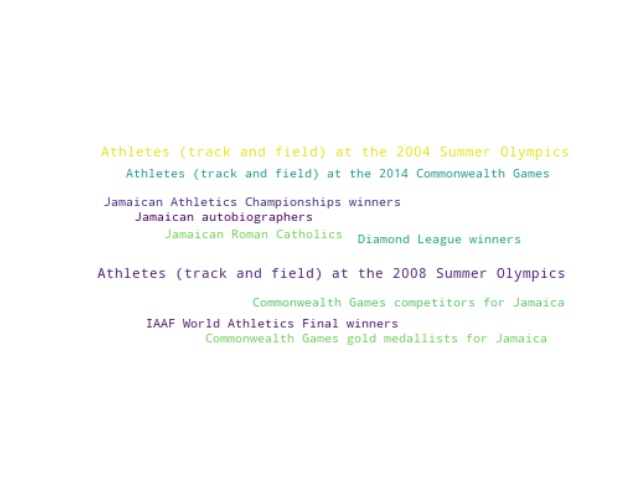 Athletes (track and field) at the 2004 Summer Olympics
Athletes (track and field) at the 2014 Commonwealth Games
Jamaican Athletics Championships winners
Jamaican autobiographers
Jamaican Roman Catholics
Diamond League winners
Athletes (track and field) at the 2008 Summer Olympics
Commonwealth Games competitors for Jamaica
IAAF World Athletics Final winners
Commonwealth Games gold medallists for Jamaica